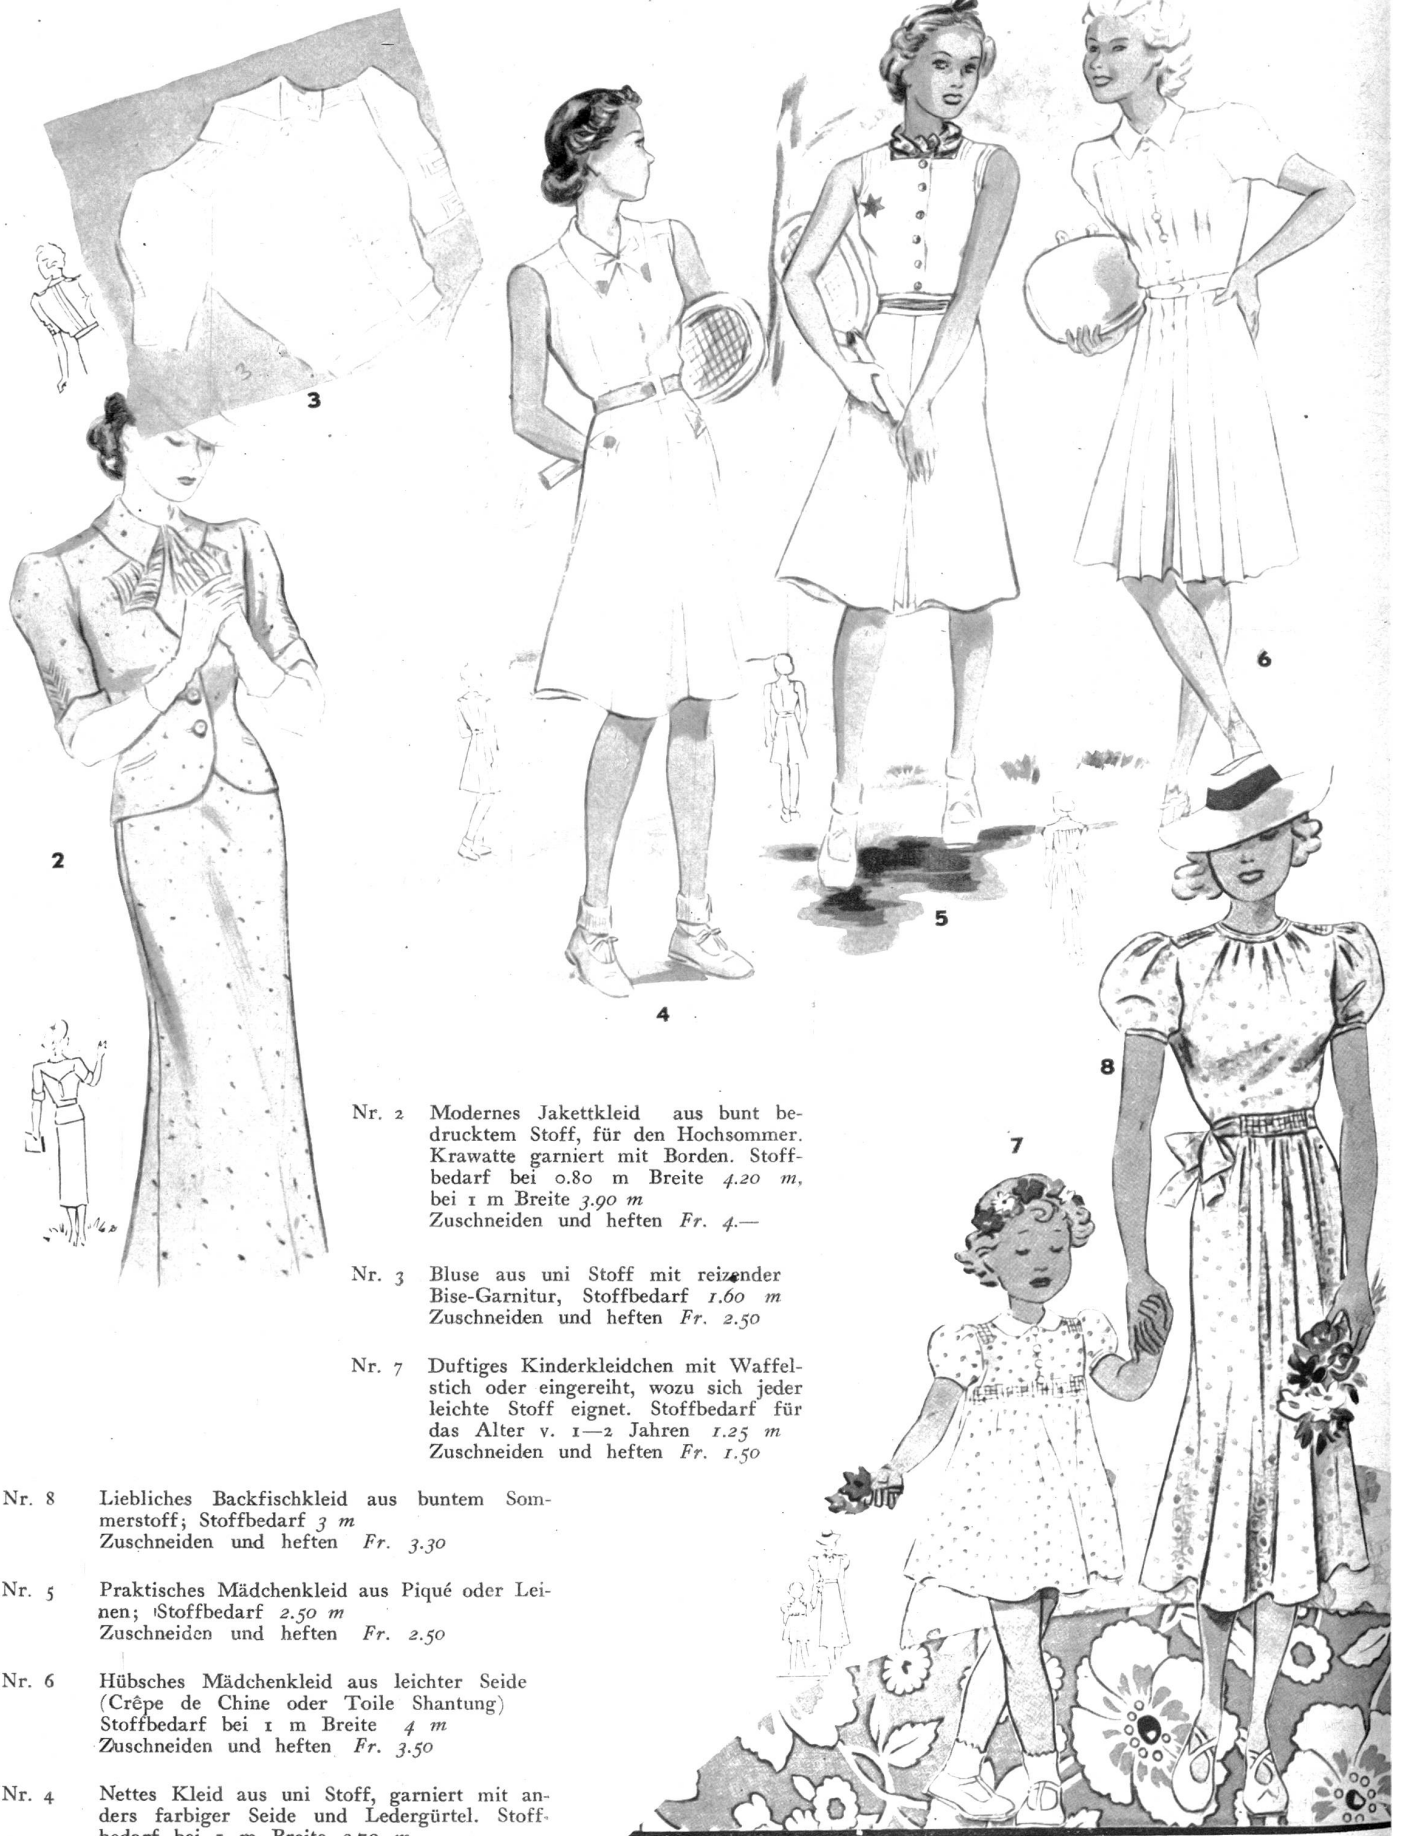 3
3
2
4
5
6
7
8
Nr. 2 Modernes Jakettkleid aus bunt be-
drucktem Stoff, für den Hochsommer.
Krawatte garniert mit Borden. Stoff-
bedarf bei 0.80 m Breite 4.20 m,
bei 1 m Breite 3.90 m
Zuschneiden und heften Fr. 4.—
Nr. 3 Bluse aus uni Stoff mit reizender
Bise-Garnitur, Stoffbedarf 1.60 m
Zuschneiden und heften Fr. 2.50
Nr. 7 Duftiges Kinderkleidchen mit Waffel-
stich oder eingereiht, wozu sich jeder
leichte Stoff eignet. Stoffbedarf für
das Alter v. 1—2 Jahren 1.25 m
Zuschneiden und heften Fr. 1.50
Nr. 8 Liebliches Backfischkleid aus buntem Som-
merstoff; Stoffbedarf 3 m
Zuschneiden und heften Fr. 3.30
Nr. 5 Praktisches Mädchenkleid aus Piqué oder Lei-
nen; Stoffbedarf 2.50 m
Zuschneiden und heften Fr. 2.50
Nr. 6 Hübsches Mädchenkleid aus leichter Seide
(Crêpe de Chine oder Toile Shantung)
Stoffbedarf bei 1 m Breite 4 m
Zuschneiden und heften Fr. 3.50
Nr. 4 Nettes Kleid aus uni Stoff, garniert mit an-
ders farbiger Seide und Ledergürtel. Stoff-
bedarf bei 1 m Breite